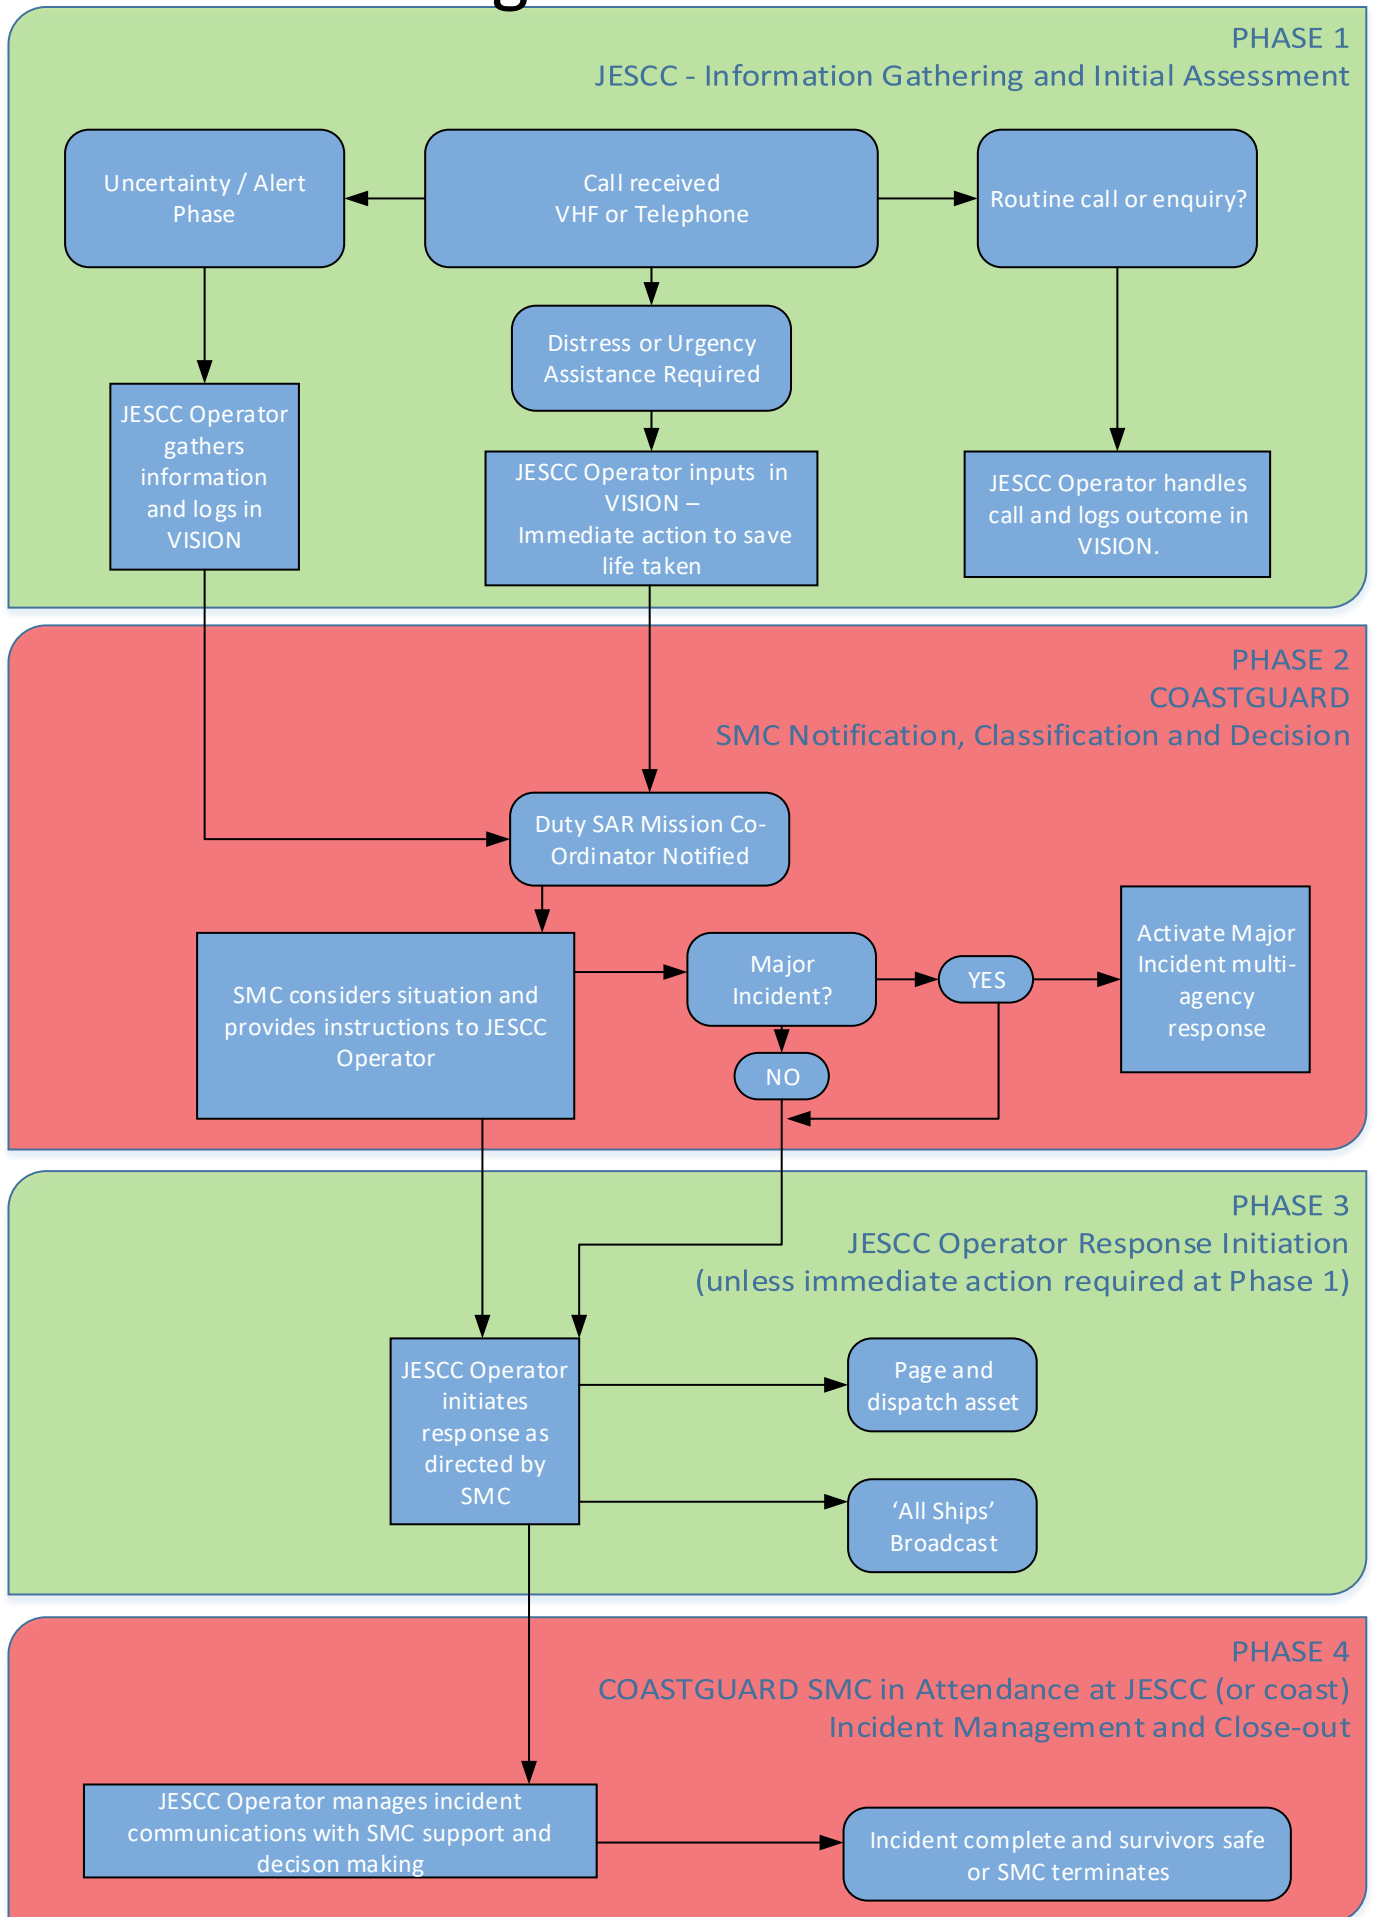 PHASE 1
JESCC - Information Gathering and Initial Assessment
Uncertainty / Alert
Phase
Call received
VHF or Telephone
Routine call or enquiry?
Distress or Urgency
Assistance Required
JESCC Operator
gathers
information
and logs in
VISION
JESCC Operator inputs in
VISION –
Immediate action to save
life taken
JESCC Operator handles
call and logs outcome in
VISION.
PHASE 2
COASTGUARD
SMC Notification, Classification and Decision
Duty SAR Mission Co-
Ordinator Notified
SMC considers situation and
provides instructions to JESCC
Operator
Major
Incident?
YES
NO
Activate Major
Incident multi-
agency
response
PHASE 3
JESCC Operator Response Initiation
(unless immediate action required at Phase 1)
JESCC Operator
initiates
response as
directed by
SMC
Page and
dispatch asset
‘All Ships’
Broadcast
PHASE 4
COASTGUARD SMC in Attendance at JESCC (or coast)
Incident Management and Close-out
JESCC Operator manages incident
communications with SMC support and
decison making
Incident complete and survivors safe
or SMC terminates